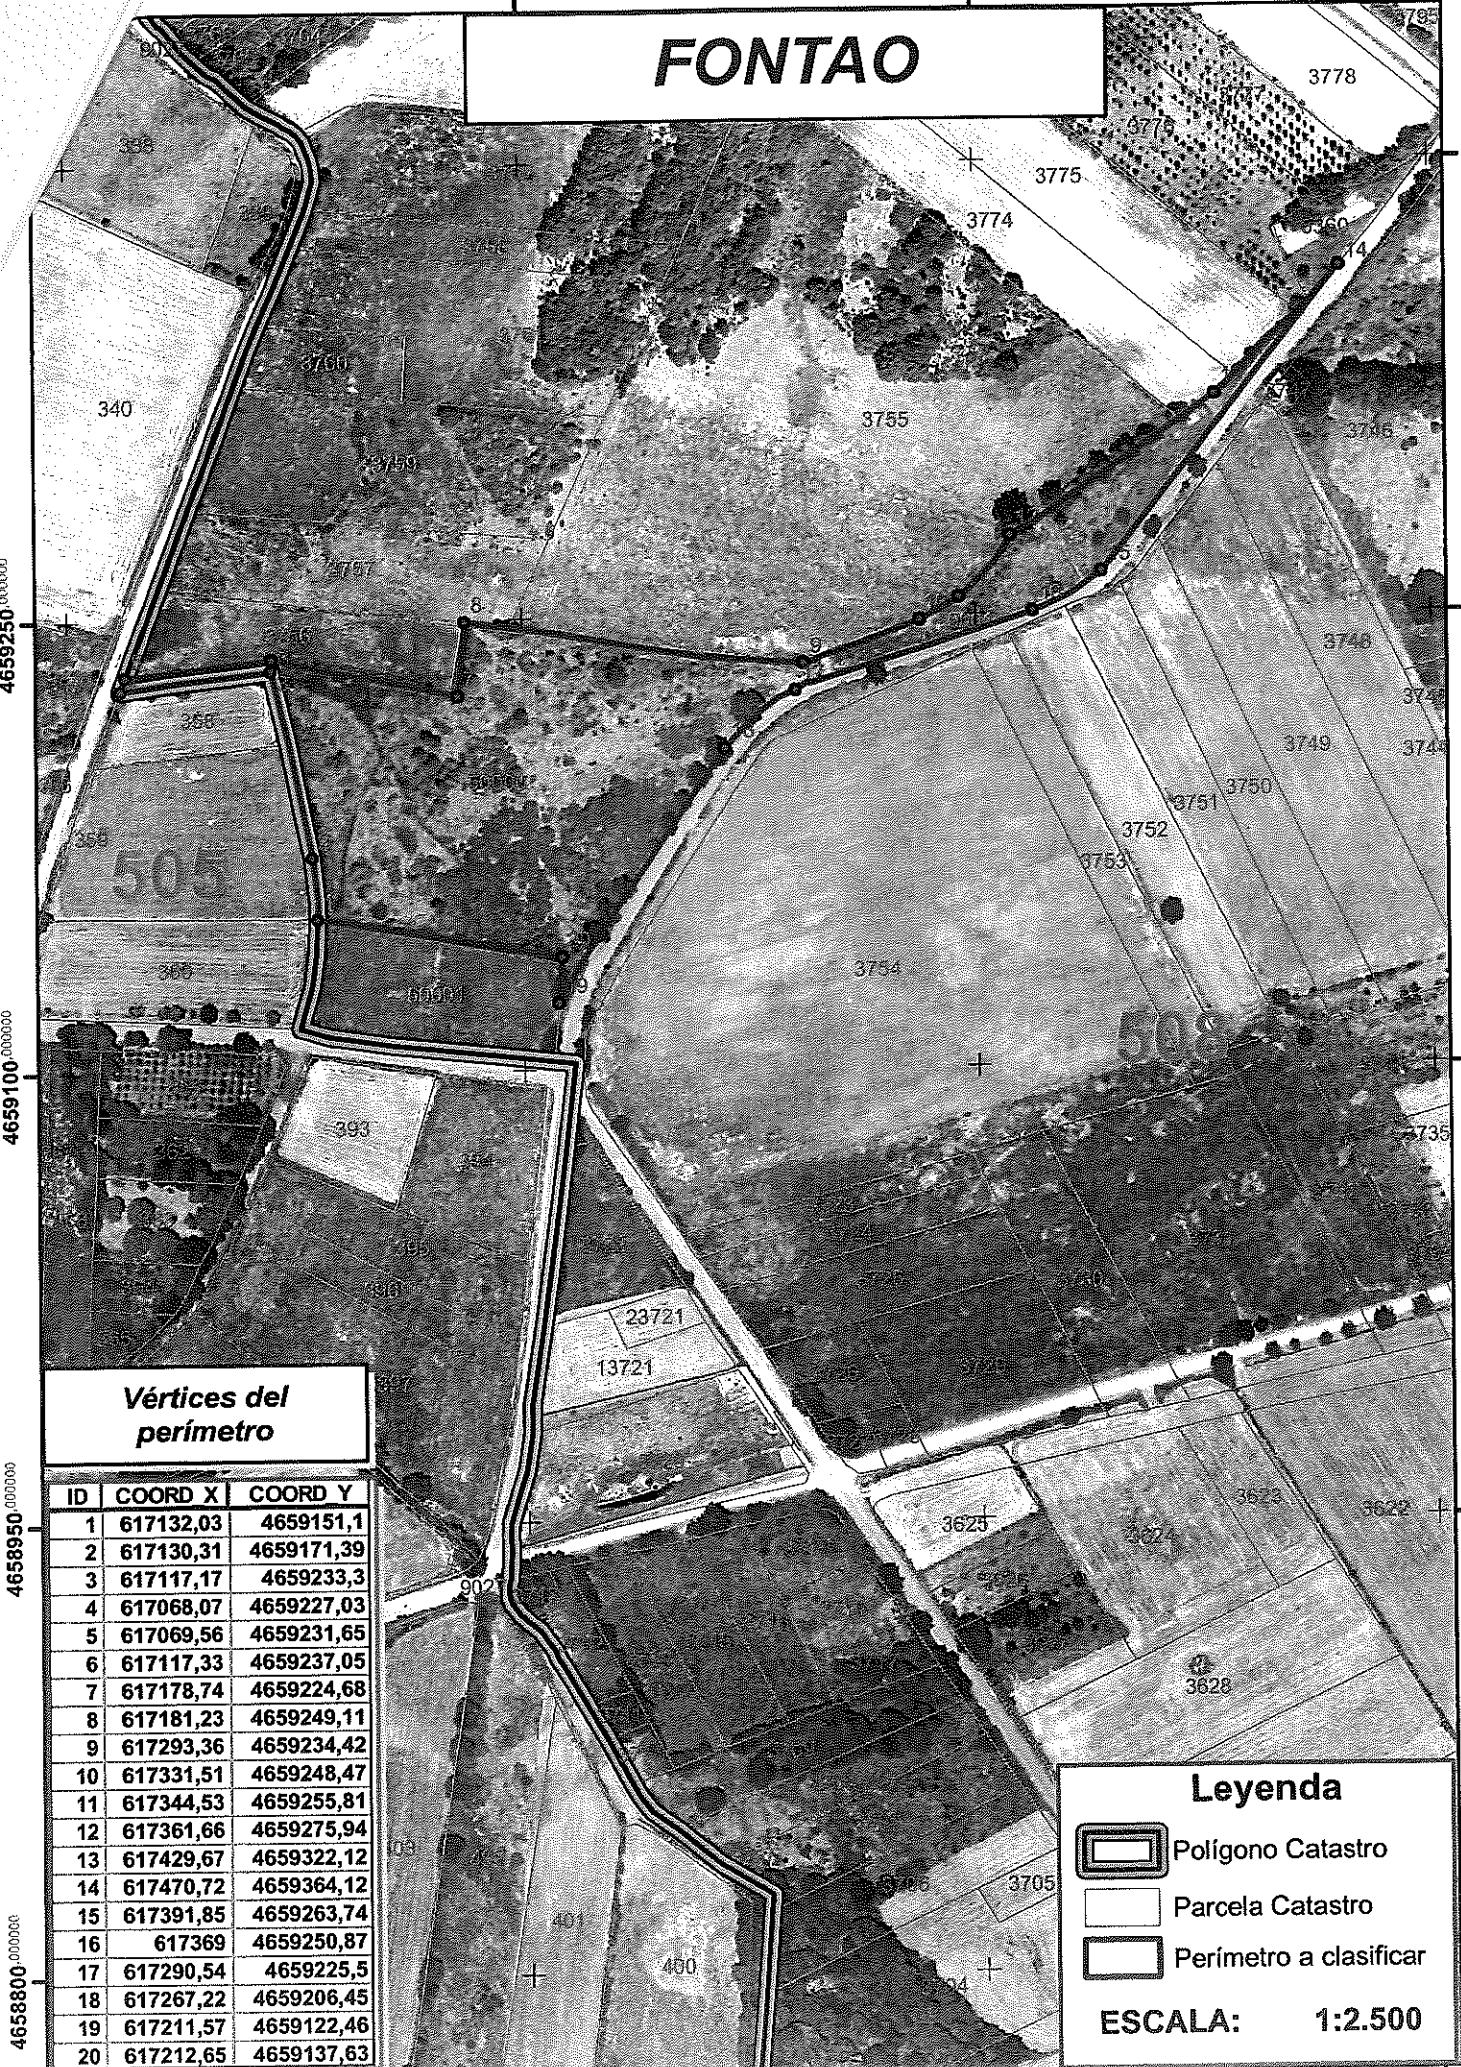 FONTAO
3778
3775
3774
3755
340
3746
3759
8
9
14
3748
3749
3750
3751
3752
3753
3754
359
505
393
23721
13721
3625
3624
3623
3622
3628
3705
401
400
4659250,000000
4659100,000000
4658950,000000
4658800,000000
Vértices del
perímetro
ID COORD X COORD Y
1 617132,03 4659151,1
2 617130,31 4659171,39
3 617117,17 4659233,3
4 617068,07 4659227,03
5 617069,56 4659231,65
6 617117,33 4659237,05
7 617178,74 4659224,68
8 617181,23 4659249,11
9 617293,36 4659234,42
10 617331,51 4659248,47
11 617344,53 4659255,81
12 617361,66 4659275,94
13 617429,67 4659322,12
14 617470,72 4659364,12
15 617391,85 4659263,74
16 617369 4659250,87
17 617290,54 4659225,5
18 617267,22 4659206,45
19 617211,57 4659122,46
20 617212,65 4659137,63
Leyenda
Polígono Catastro
Parcela Catastro
Perímetro a clasificar
ESCALA: 1:2.500